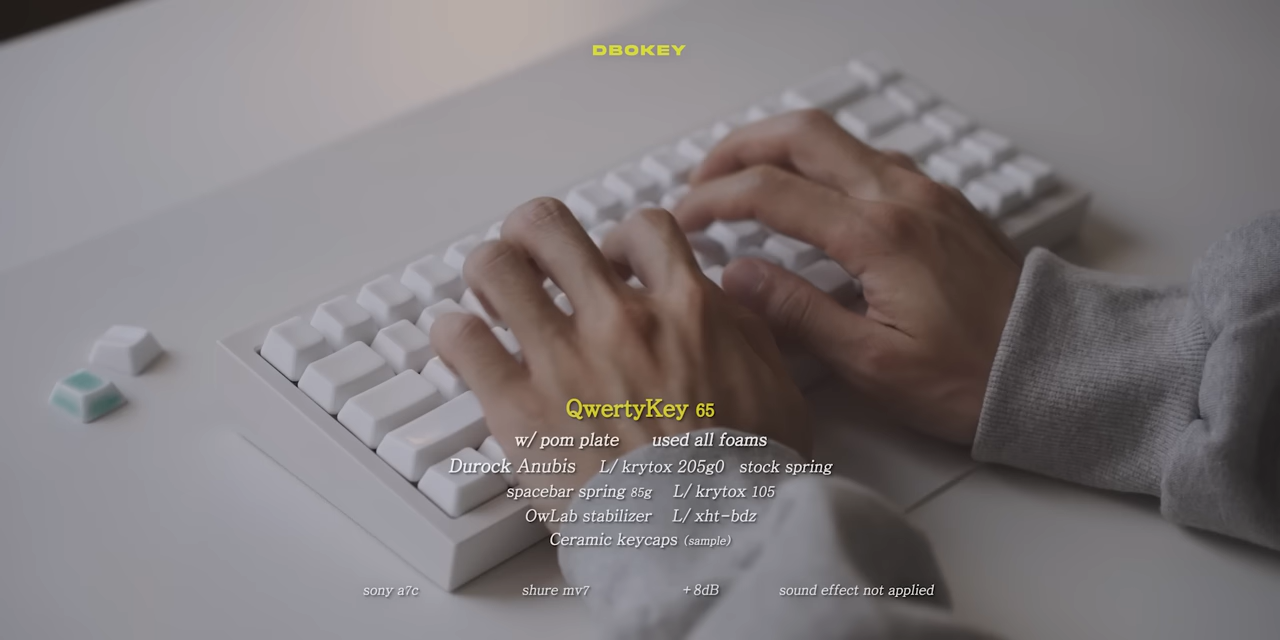 DBOKEY
QwertyKey 65
w/ pom plate used all foams
Durock Anubis L/ krytox 205g0 stock spring
spacebar spring 85g L/ krytox 105
OwLab stabilizer L/ xht-bdz
Ceramic keycaps (sample)
sony a7c shure mv7 +8dB sound effect not applied